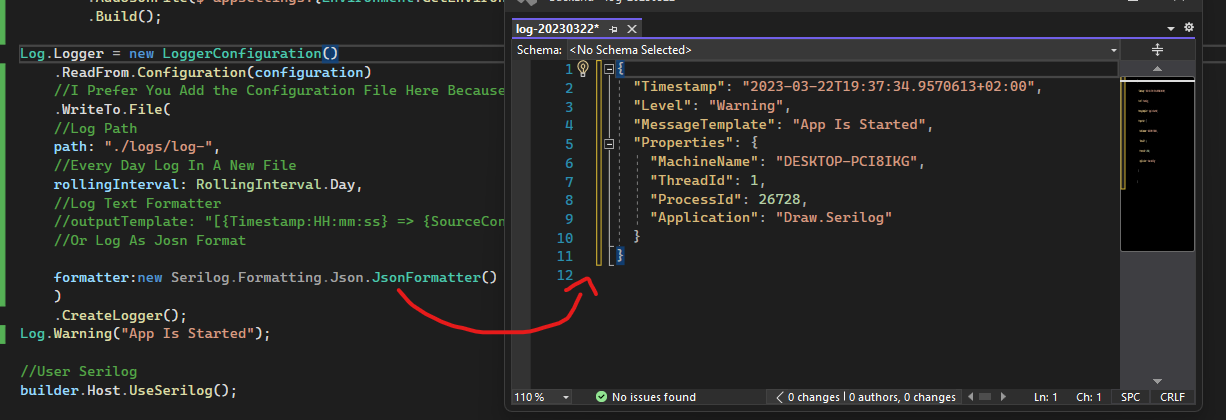 .Build();
Log.Logger = new LoggerConfiguration()
.ReadFrom.Configuration(configuration)
//I Prefer You Add the Configuration File Here Because
.WriteTo.File(
//Log Path
path: "./logs/log-",
//Every Day Log In A New File
rollingInterval: RollingInterval.Day,
//Log Text Formatter
//outputTemplate: "[{Timestamp:HH:mm:ss} => {SourceCon
//Or Log As Josn Format
formatter:new Serilog.Formatting.Json.JsonFormatter()
)
.CreateLogger();
Log.Warning("App Is Started");
//User Serilog
builder.Host.UseSerilog();
log-20230322*
Schema: <No Schema Selected>
1 {
2 "Timestamp": "2023-03-22T19:37:34.9570613+02:00",
3 "Level": "Warning",
4 "MessageTemplate": "App Is Started",
5 "Properties": {
6 "MachineName": "DESKTOP-PCI8IKG",
7 "ThreadId": 1,
8 "ProcessId": 26728,
9 "Application": "Draw.Serilog"
10 }
11 }
12
110 % No issues found 0 changes | 0 authors, 0 changes Ln: 1 Ch: 1 SPC CRLF